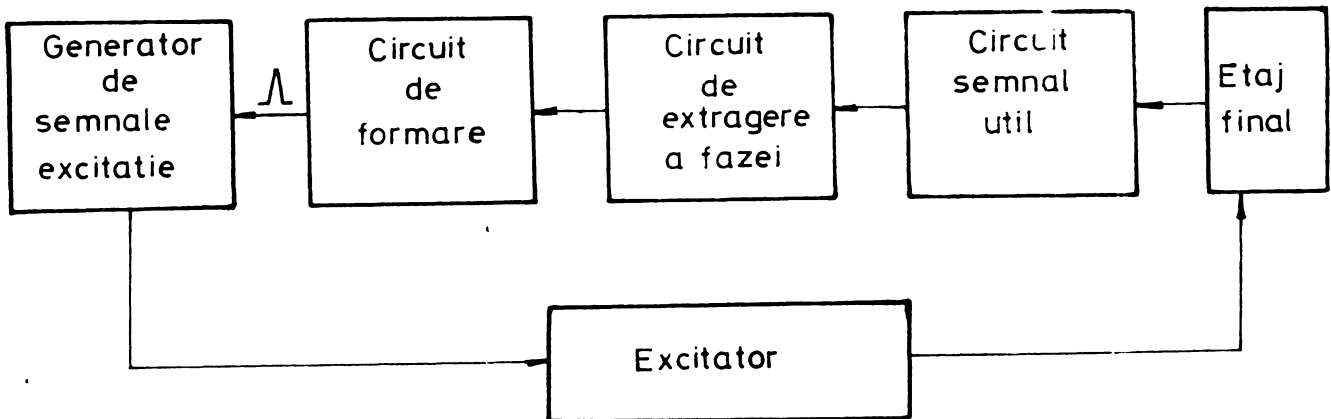 Generator
de
semnale
excitatie
Circuit
de
formare
Circuit
de
extragere
a fazei
Circuit
semnal
util
Etaj
final
Excitator